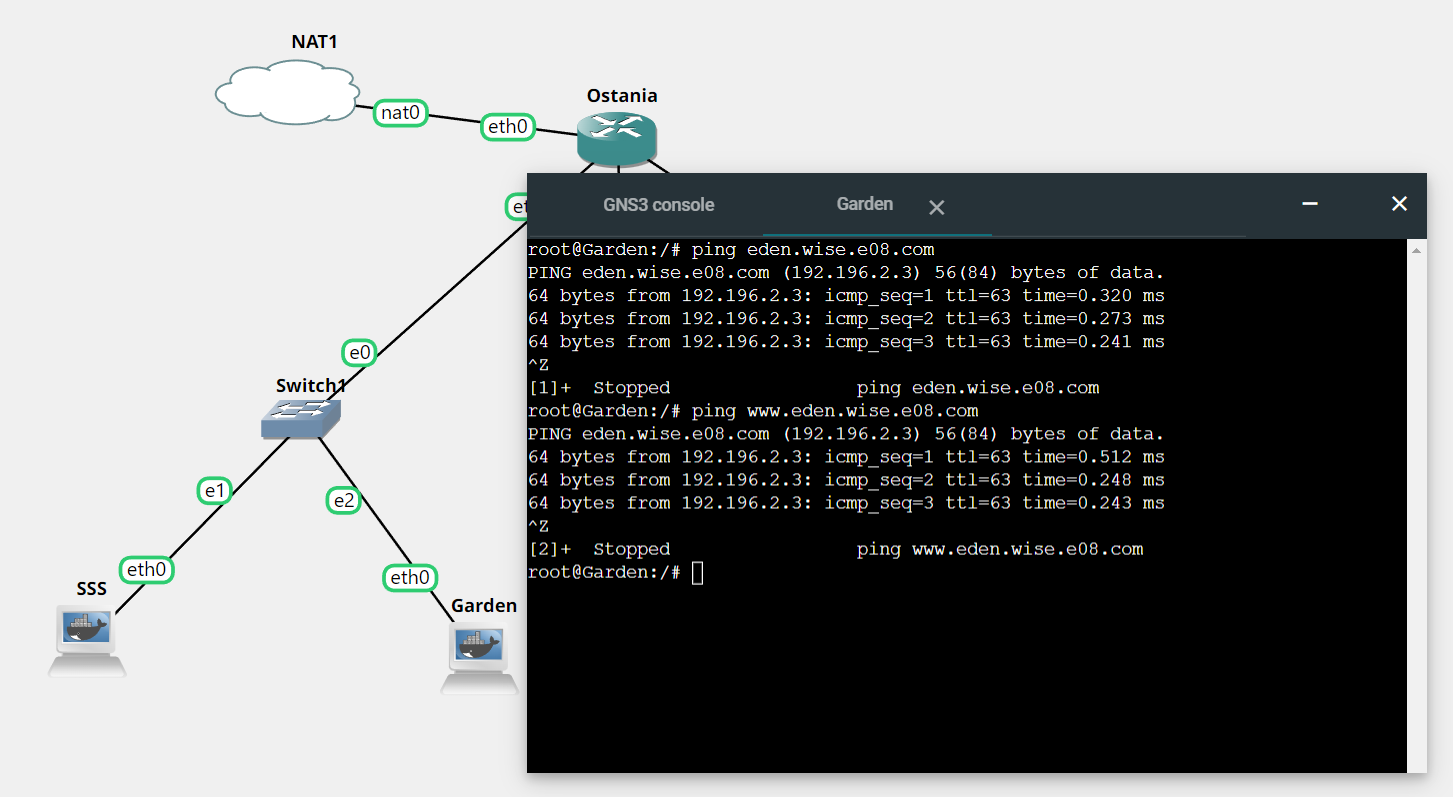 NAT1
nat0
eth0
Ostania
e0
Switch1
e1
e2
eth0
eth0
SSS
Garden
GNS3 console
Garden
root@Garden:/# ping eden.wise.e08.com
PING eden.wise.e08.com (192.196.2.3) 56(84) bytes of data.
64 bytes from 192.196.2.3: icmp_seq=1 ttl=63 time=0.320 ms
64 bytes from 192.196.2.3: icmp_seq=2 ttl=63 time=0.273 ms
64 bytes from 192.196.2.3: icmp_seq=3 ttl=63 time=0.241 ms
^Z
[1]+  Stopped                 ping eden.wise.e08.com
root@Garden:/# ping www.eden.wise.e08.com
PING eden.wise.e08.com (192.196.2.3) 56(84) bytes of data.
64 bytes from 192.196.2.3: icmp_seq=1 ttl=63 time=0.512 ms
64 bytes from 192.196.2.3: icmp_seq=2 ttl=63 time=0.248 ms
64 bytes from 192.196.2.3: icmp_seq=3 ttl=63 time=0.243 ms
^Z
[2]+  Stopped                 ping www.eden.wise.e08.com
root@Garden:/#